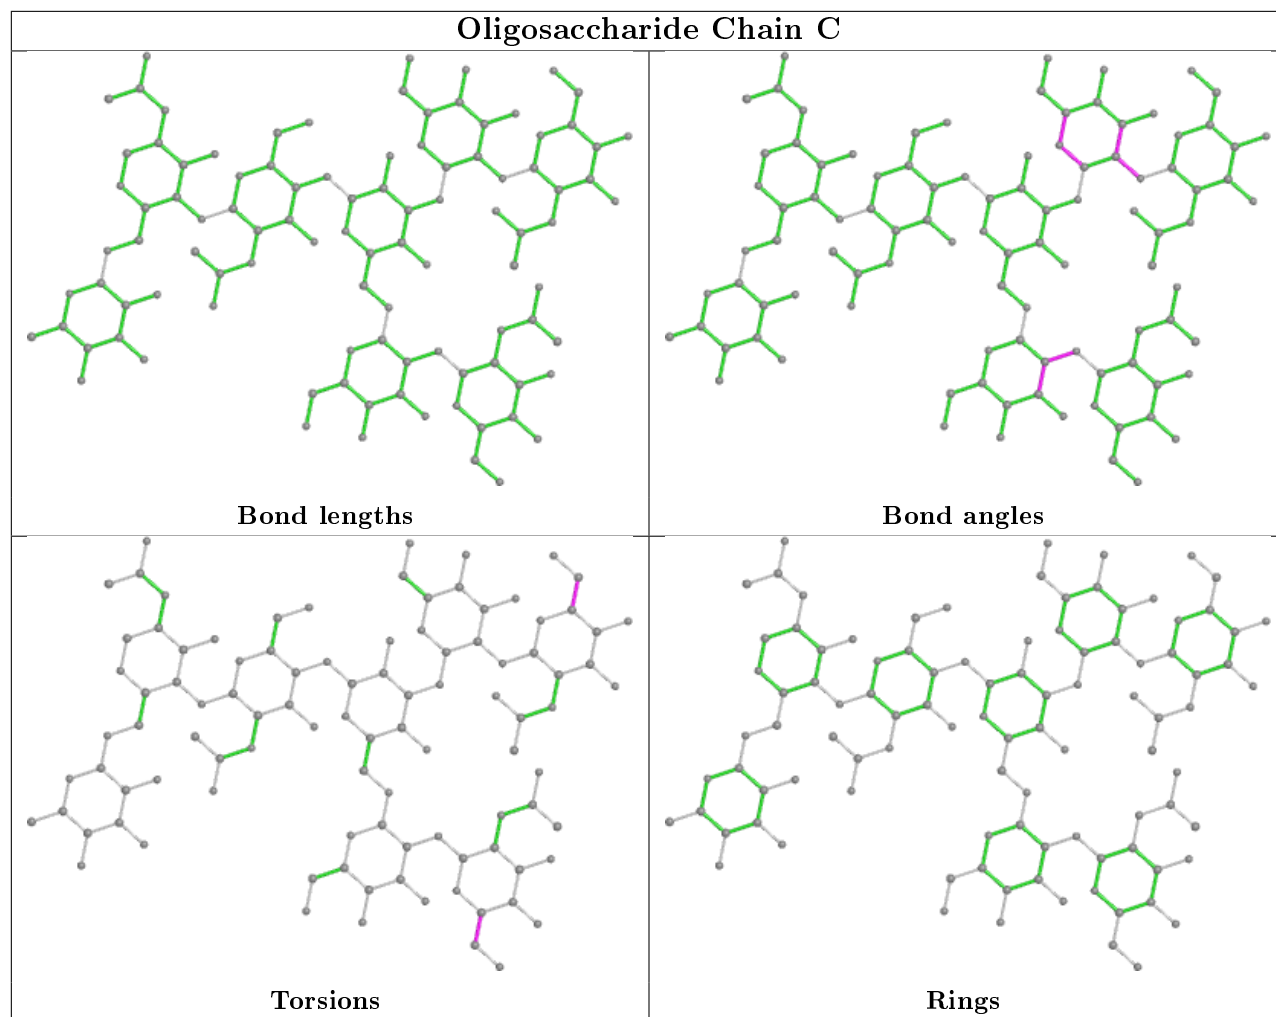 Oligosaccharide Chain C
Bond lengths
Bond angles
Torsions
Rings